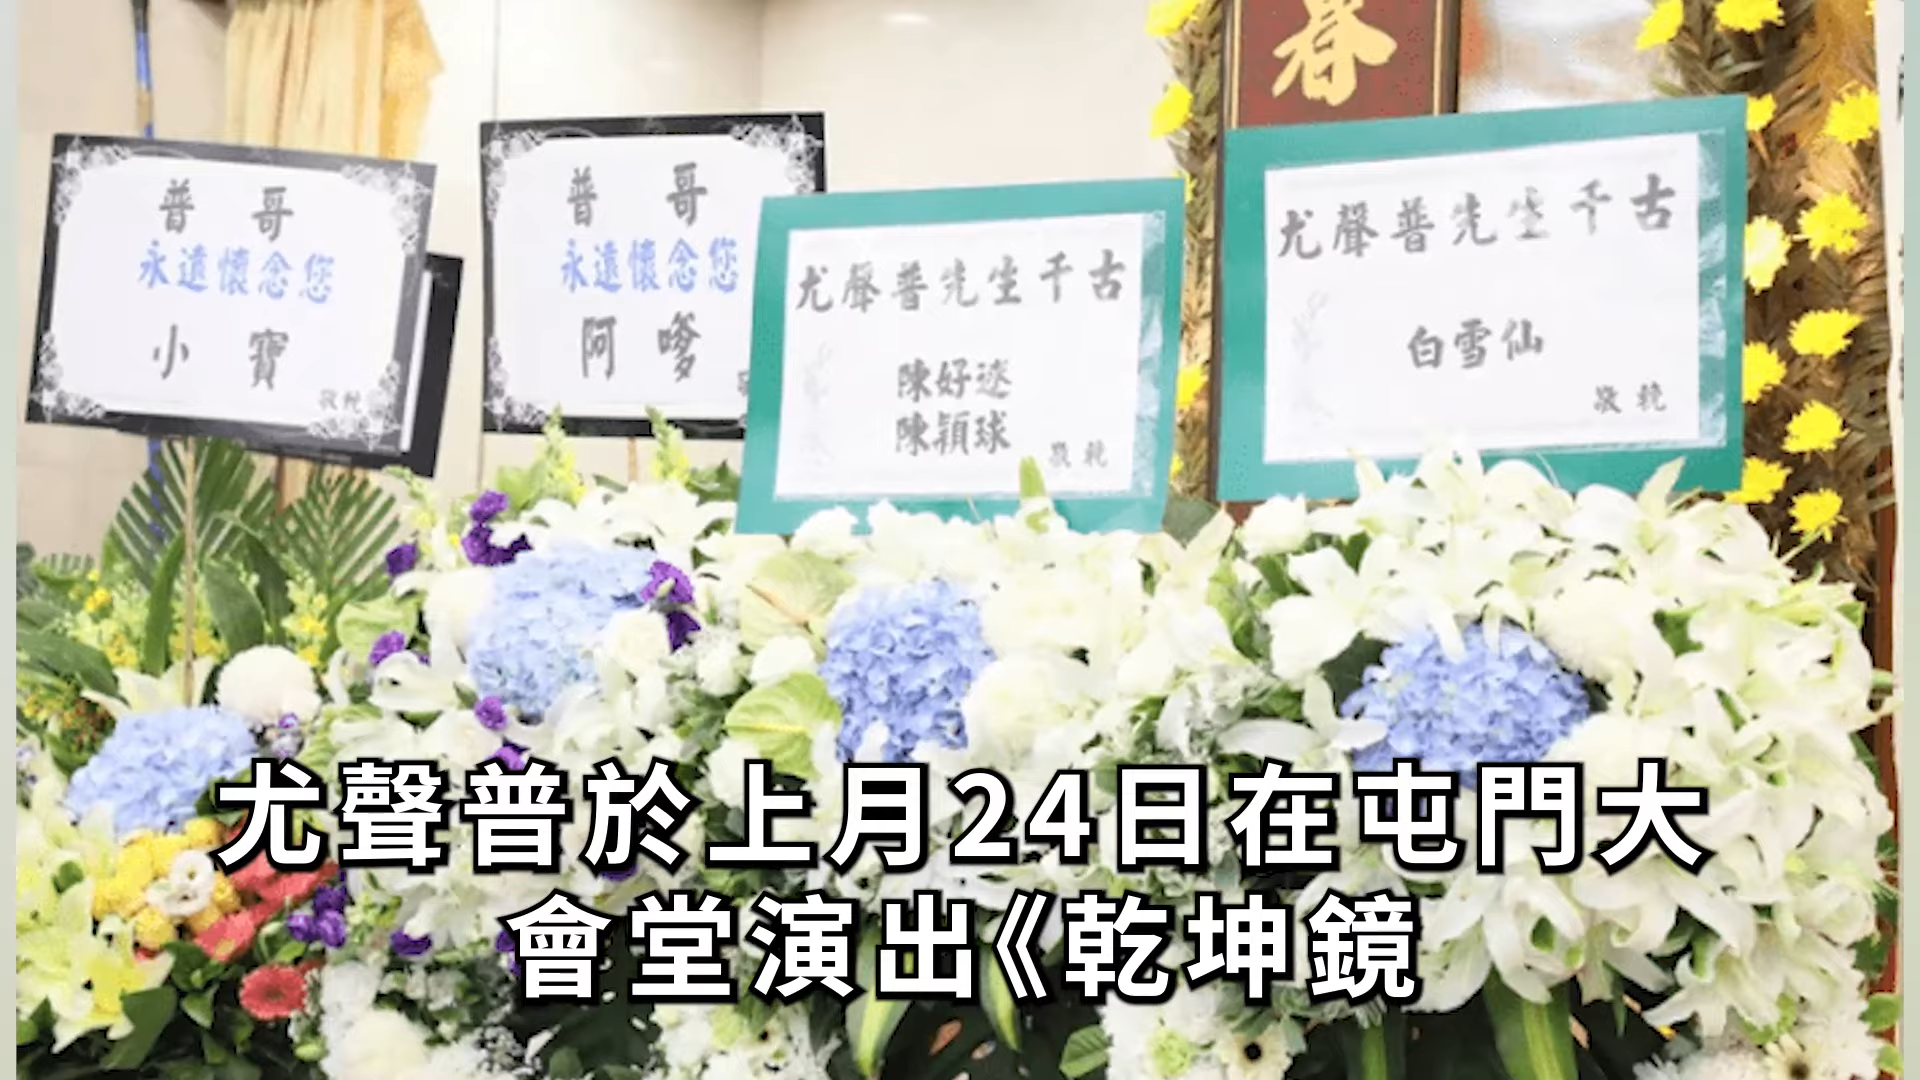 春
普哥
永遠懷念您
小寶
敬輓
普哥
永遠懷念您
阿嗲
尤聲普先生千古
陳好逑
陳穎球
敬輓
尤聲普先生千古
白雪仙
敬輓
尤聲普於上月24日在屯門大
會堂演出《乾坤鏡